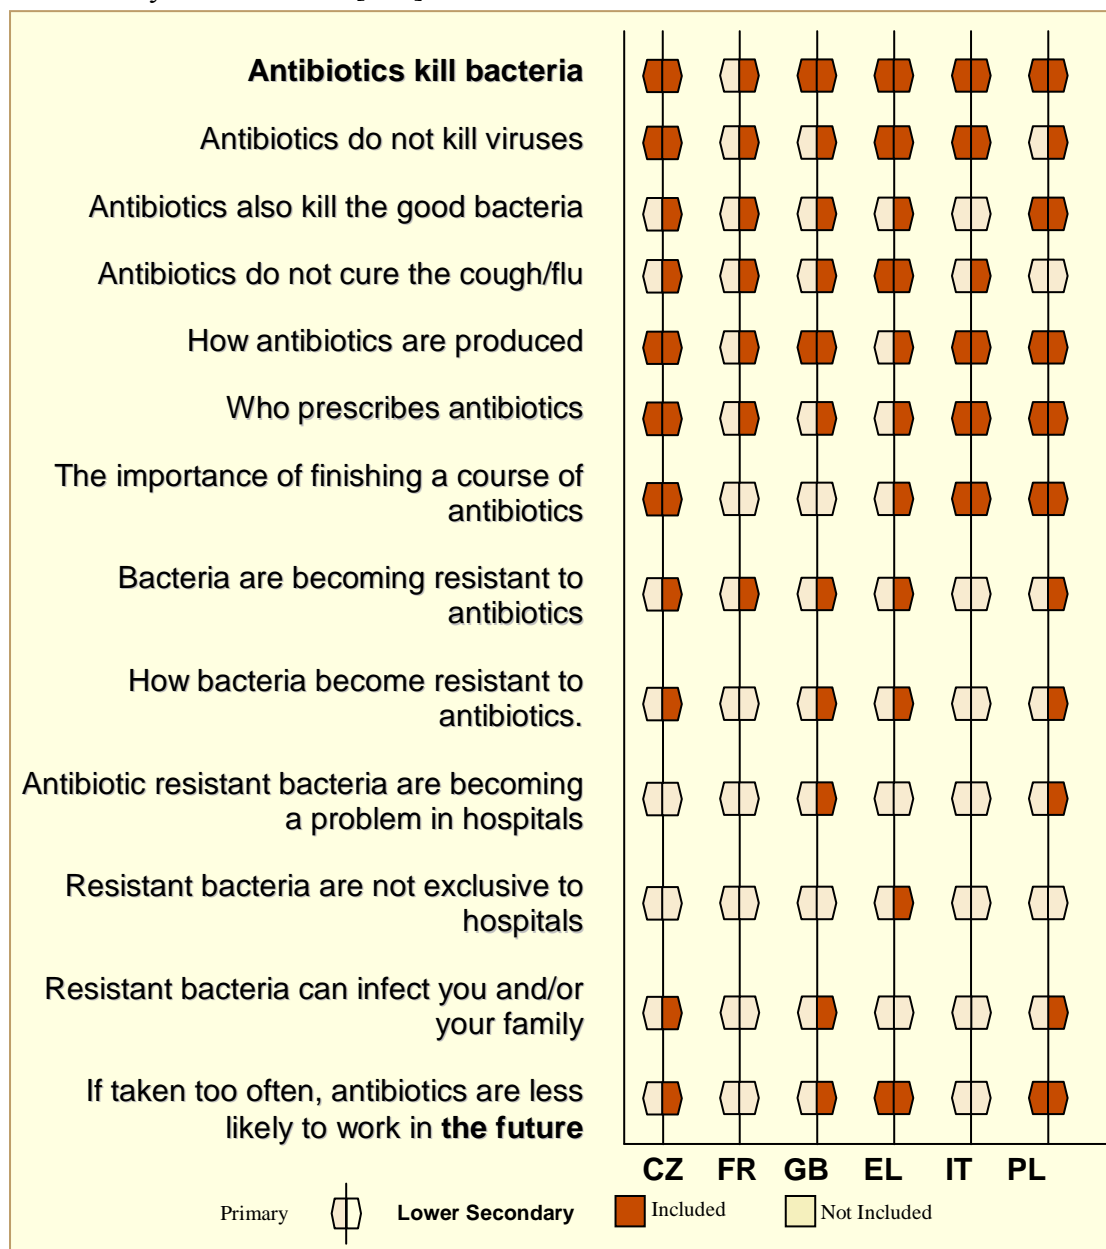 Antibiotics kill bacteria
Antibiotics do not kill viruses
Antibiotics also kill the good bacteria
Antibiotics do not cure the cough/flu
How antibiotics are produced
Who prescribes antibiotics
The importance of finishing a course of
antibiotics
Bacteria are becoming resistant to
antibiotics
How bacteria become resistant to
antibiotics.
Antibiotic resistant bacteria are becoming
a problem in hospitals
Resistant bacteria are not exclusive to
hospitals
Resistant bacteria can infect you and/or
your family
If taken too often, antibiotics are less
likely to work in the future
CZ FR GB EL IT PL
Primary Lower Secondary Included Not Included